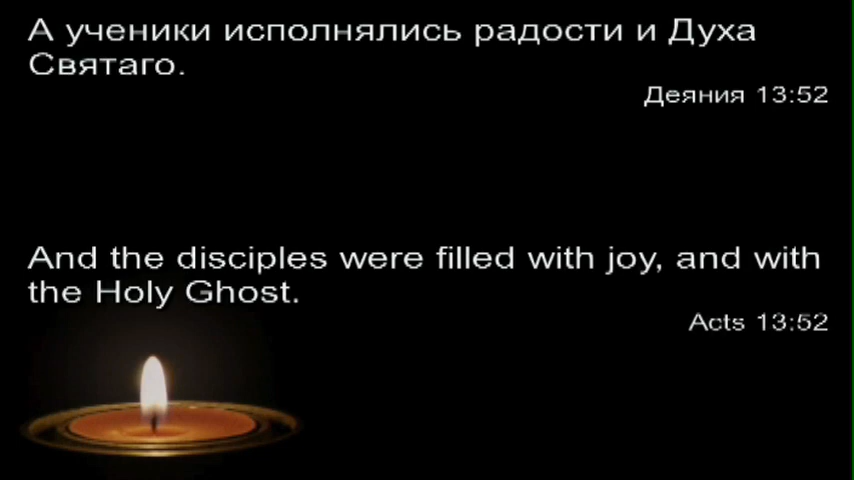 А ученики исполнялись радости и Духа
Святаго.
Деяния 13:52
And the disciples were filled with joy, and with
the Holy Ghost.
Acts 13:52